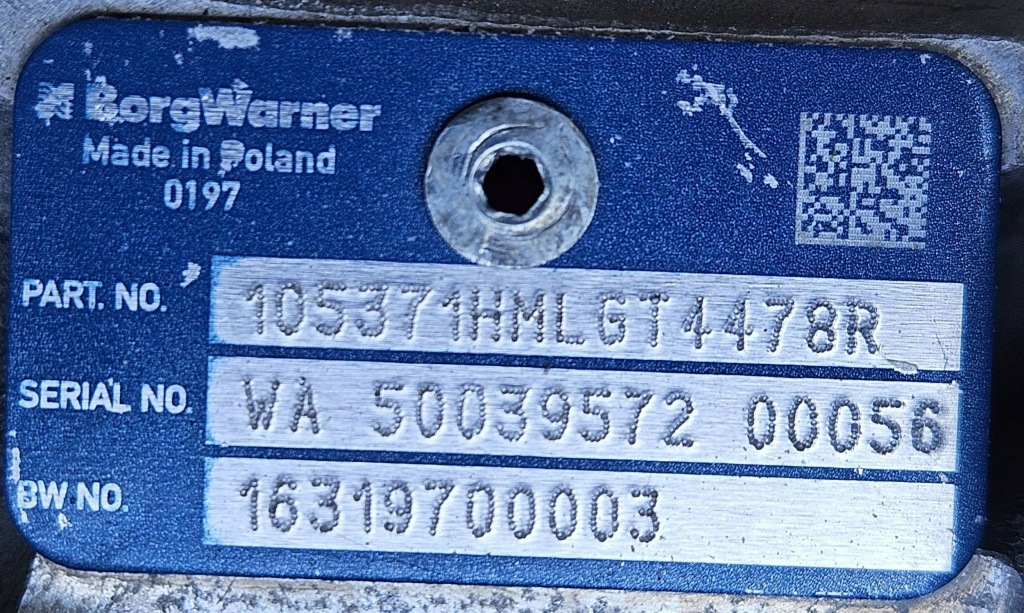 BorgWarner
Made in Poland
0197
PART. NO. 105371HMLGT4478R
SERIAL NO. WA 50039572 00056
BW NO. 16319700003